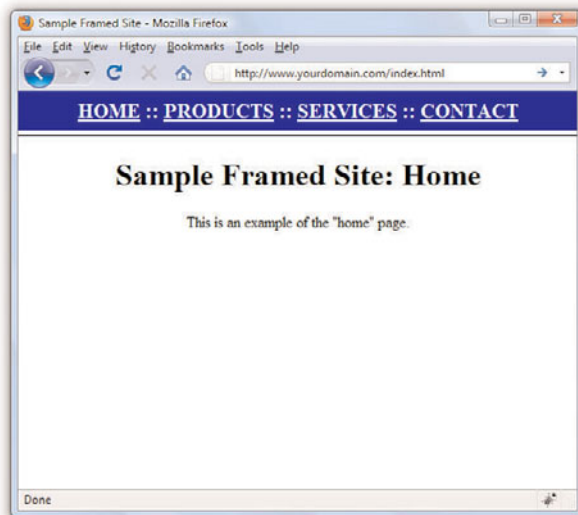 Sample Framed Site - Mozilla Firefox
File Edit View History Bookmarks Tools Help
http://www.yourdomain.com/index.html
HOME :: PRODUCTS :: SERVICES :: CONTACT
Sample Framed Site: Home
This is an example of the "home" page.
Done